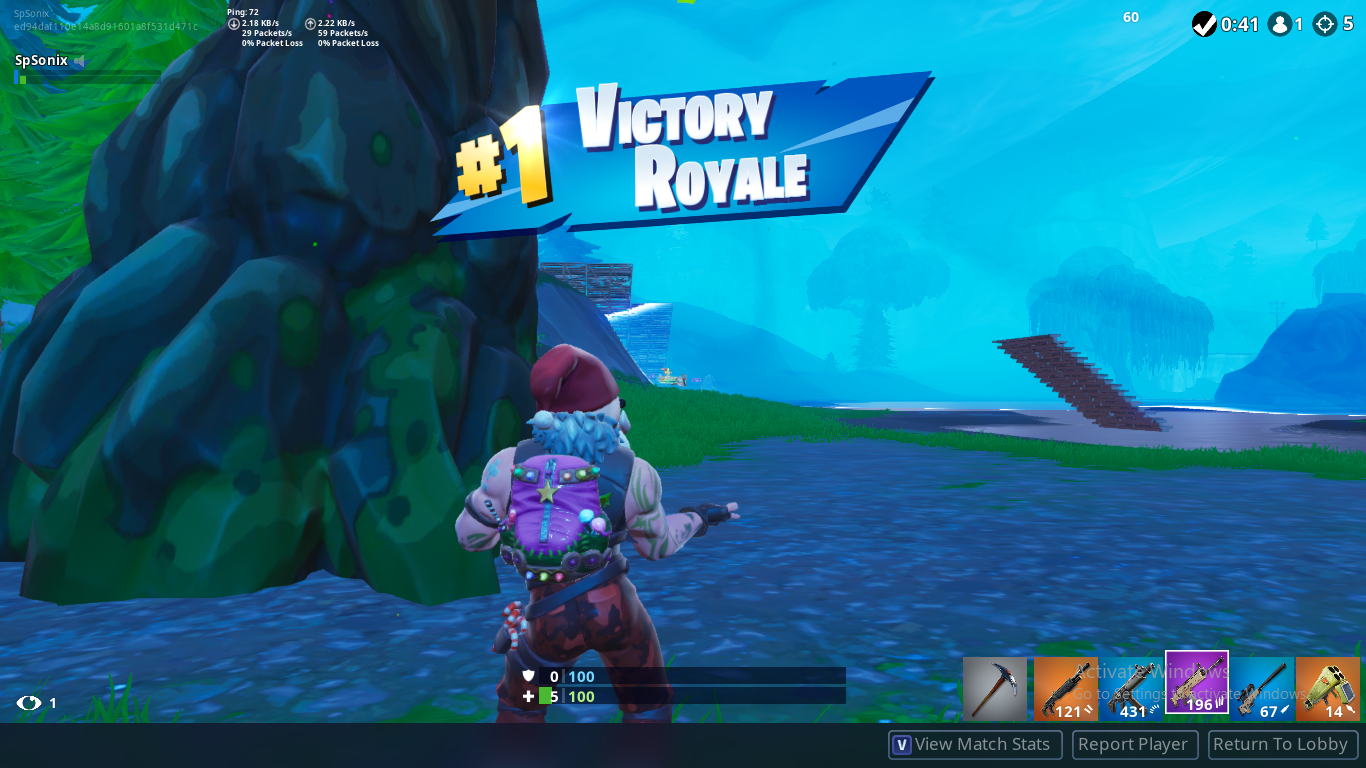 SpSonix
ed94daf110e14a8d91601a8f531d471c
Ping: 72
2.18 KB/s
2.22 KB/s
29 Packets/s
59 Packets/s
0% Packet Loss
0% Packet Loss
60
0:41
1
5
SpSonix
#1 VICTORY
ROYALE
0 | 100
5 | 100
1
Activate Windows
Go to Settings to activate Windows.
121
431
196
67
14
V View Match Stats
Report Player
Return To Lobby